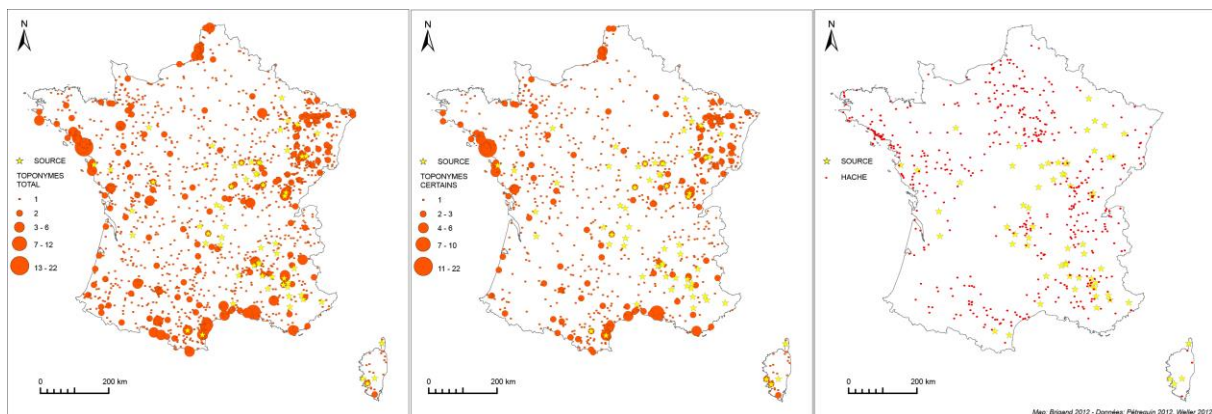 N
SOURCE
TOPONYMES
TOTAL
1
2
3 - 6
7 - 12
13 - 22
0 200 km
N
SOURCE
TOPONYMES
CERTAINS
1
2 - 3
4 - 6
7 - 10
11 - 22
0 200 km
N
SOURCE
HACHE
0 200 km
Map: Brigand 2012 - Données: Pétrequin 2012, Weller 2012